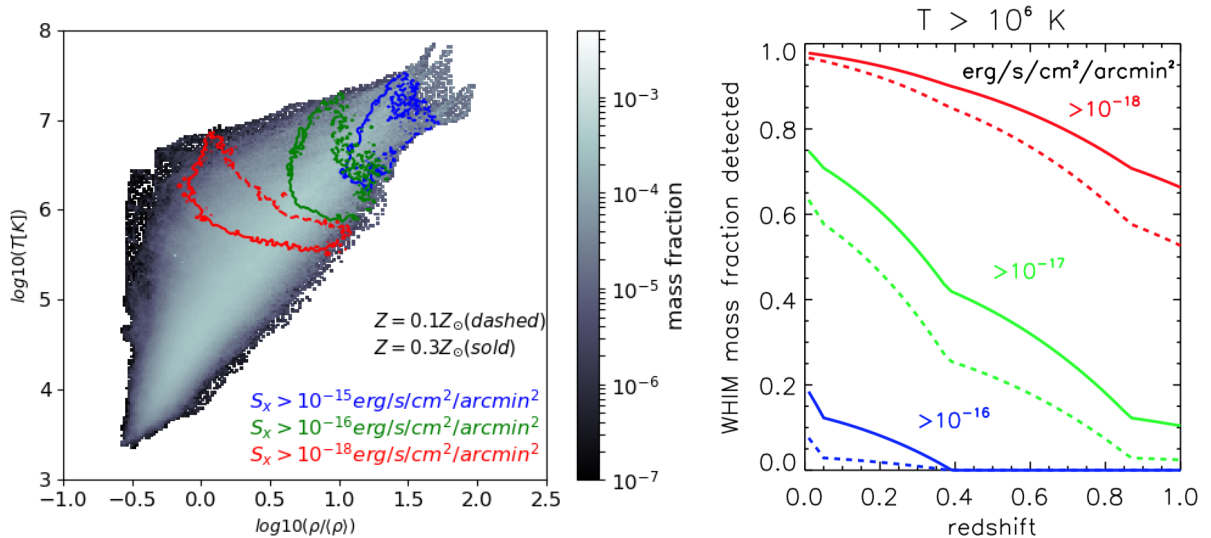 T > 10⁶ K
8
7
6
5
4
3
log10(T[K])
-1.0 -0.5 0.0 0.5 1.0 1.5 2.0 2.5
log10(ρ/⟨ρ⟩)
Z = 0.1Z⊙(dashed)
Z = 0.3Z⊙(sold)
Sₓ > 10⁻¹⁵erg/s/cm²/arcmin²
Sₓ > 10⁻¹⁶erg/s/cm²/arcmin²
Sₓ > 10⁻¹⁸erg/s/cm²/arcmin²
10⁻³
10⁻⁴
10⁻⁵
10⁻⁶
10⁻⁷
mass fraction
WHIM mass fraction detected
1.0
0.8
0.6
0.4
0.2
0.0
erg/s/cm²/arcmin²
>10⁻¹⁸
>10⁻¹⁷
>10⁻¹⁶
0.0 0.2 0.4 0.6 0.8 1.0
redshift